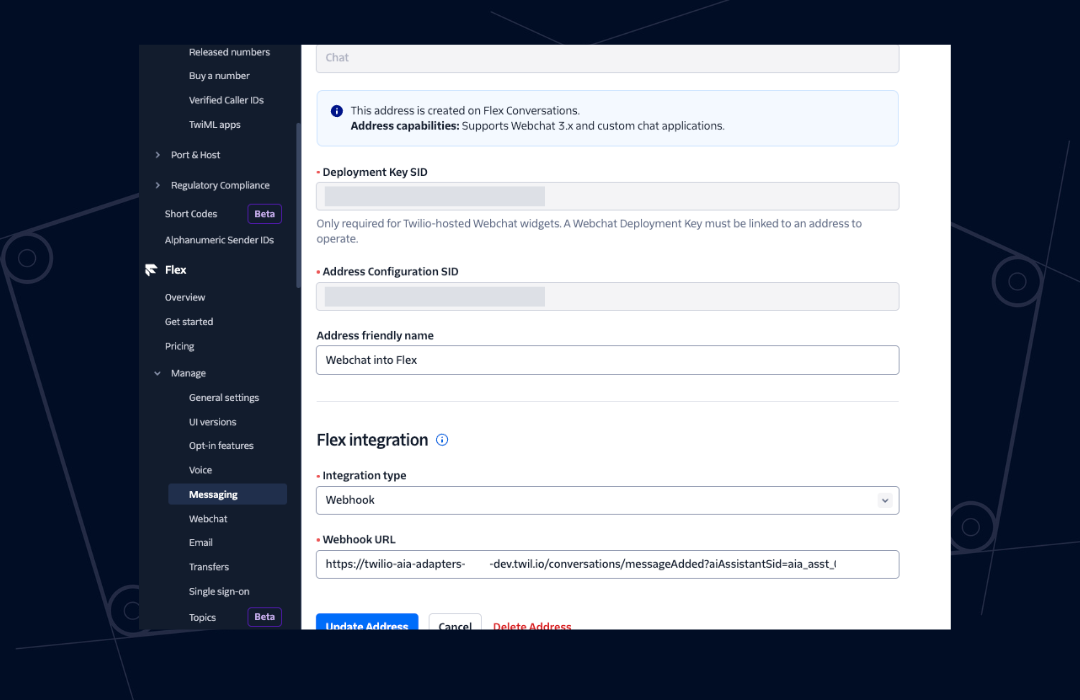 Released numbers
Buy a number
Verified Caller IDs
TwiML apps
Port & Host
Regulatory Compliance
Short Codes Beta
Alphanumeric Sender IDs
Flex
Overview
Get started
Pricing
Manage
General settings
UI versions
Opt-in features
Voice
Messaging
Webchat
Email
Transfers
Single sign-on
Topics Beta
Chat
This address is created on Flex Conversations.
Address capabilities: Supports Webchat 3.x and custom chat applications.
• Deployment Key SID
Only required for Twilio-hosted Webchat widgets. A Webchat Deployment Key must be linked to an address to
operate.
• Address Configuration SID
Address friendly name
Webchat into Flex
Flex integration
• Integration type
Webhook
• Webhook URL
https://twilio-aia-adapters- -dev.twil.io/conversations/messageAdded?aiAssistantSid=aia_asst_
Update Address Cancel Delete Address